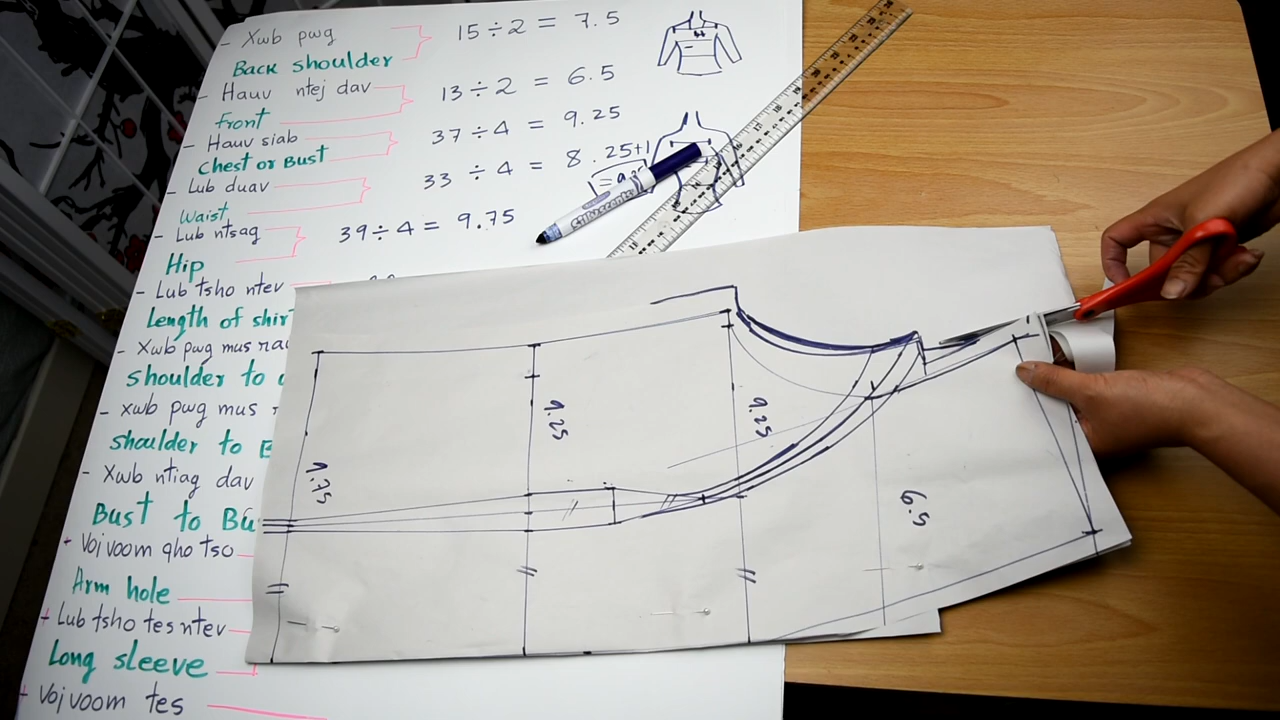 - Xwb pwg
15÷2 = 7.5
Back shoulder
- Hauv ntej dav
13÷2 = 6.5
Front
- Hauv siab
37÷4 = 9.25
Chest or Bust
- Lub duav
33÷4 = 8.25+1
Waist
- Lub ntsag
39÷4 = 9.75
Hip
- Lub tsho ntev
Length of shir
- Xwb pwg mus
shoulder to
- xwb pwg mus
shoulder to
- Xwb ntiag dav
Bust to Bu
+ Voj voom qho tso
Arm hole
+ Lub tsho tes ntev
Long sleeve
+ Voj voom tes
9.25
9.25
6.5